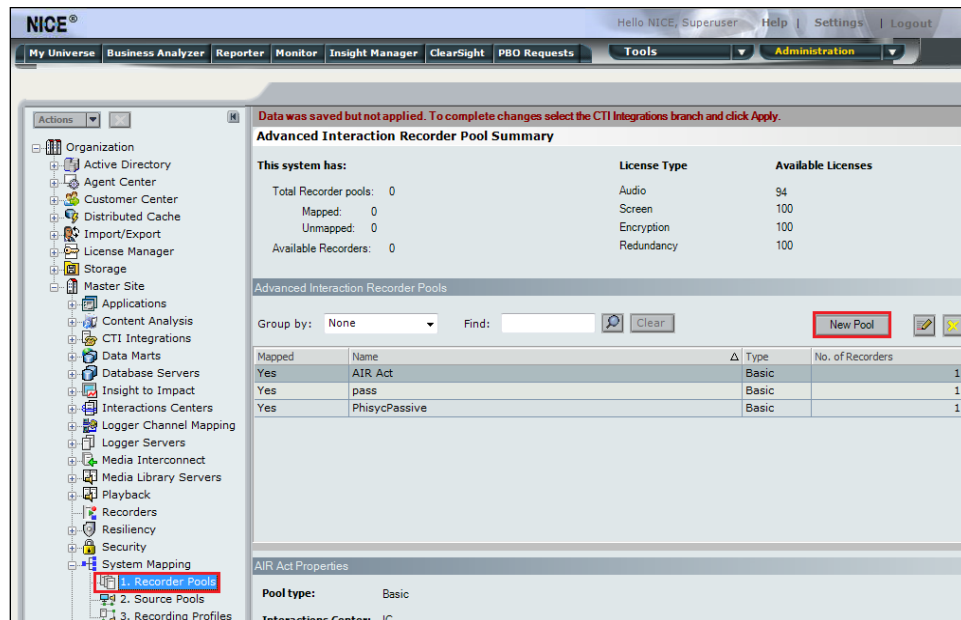 NICE®
Hello NICE, Superuser Help | Settings | Logout
My Universe Business Analyzer Reporter Monitor Insight Manager ClearSight PBO Requests Tools Administration
Actions
Organization
Active Directory
Agent Center
Customer Center
Distributed Cache
Import/Export
License Manager
Storage
Master Site
Applications
Content Analysis
CTI Integrations
Data Marts
Database Servers
Insight to Impact
Interactions Centers
Logger Channel Mapping
Logger Servers
Media Interconnect
Media Library Servers
Playback
Recorders
Resiliency
Security
System Mapping
1. Recorder Pools
2. Source Pools
3. Recording Profiles
Data was saved but not applied. To complete changes select the CTI Integrations branch and click Apply.
Advanced Interaction Recorder Pool Summary
This system has: License Type Available Licenses
Total Recorder pools: 0 Audio 94
Mapped: 0 Screen 100
Unmapped: 0 Encryption 100
Available Recorders: 0 Redundancy 100
Advanced Interaction Recorder Pools
Group by: None Find: Clear New Pool
Mapped Name Type No. of Recorders
Yes AIR Act Basic 1
Yes pass Basic 1
Yes PhisycPassive Basic 1
AIR Act Properties
Pool type: Basic
Interactions Center: IC